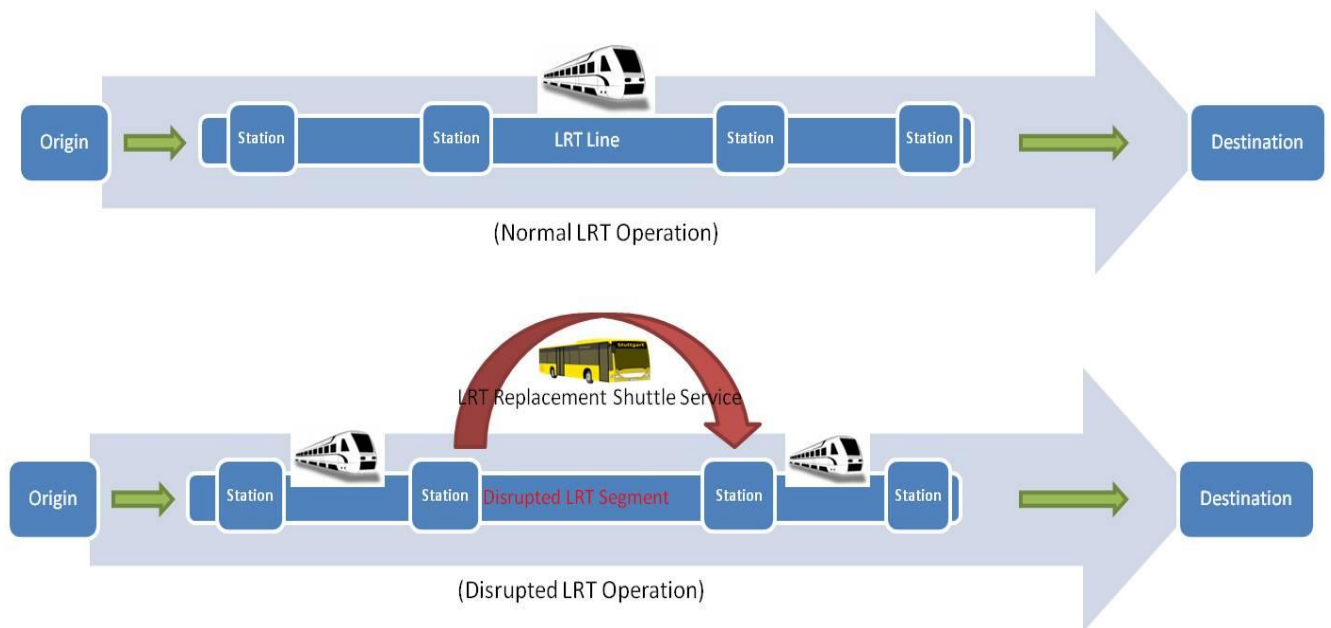 Origin
Station
Station
LRT Line
Station
Station
Destination
(Normal LRT Operation)
Stuttgart
LRT Replacement Shuttle Service
Origin
Station
Station
Disrupted LRT Segment
Station
Station
Destination
(Disrupted LRT Operation)